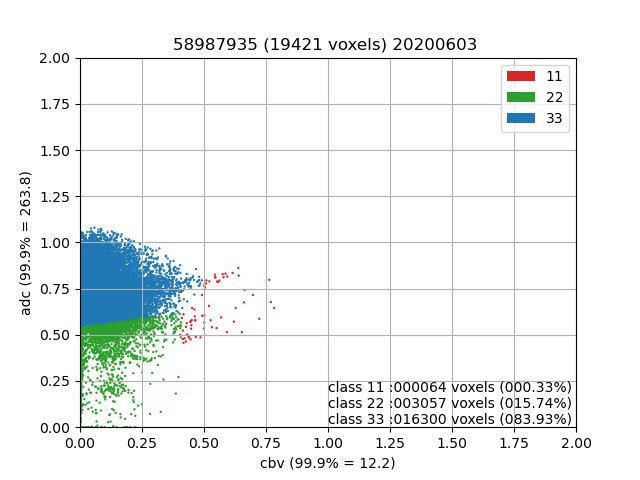 58987935 (19421 voxels) 20200603
2.00
1.75
1.50
1.25
1.00
0.75
0.50
0.25
0.00
adc (99.9% = 263.8)
11
22
33
class 11 :000064 voxels (000.33%)
class 22 :003057 voxels (015.74%)
class 33 :016300 voxels (083.93%)
0.00 0.25 0.50 0.75 1.00 1.25 1.50 1.75 2.00
cbv (99.9% = 12.2)